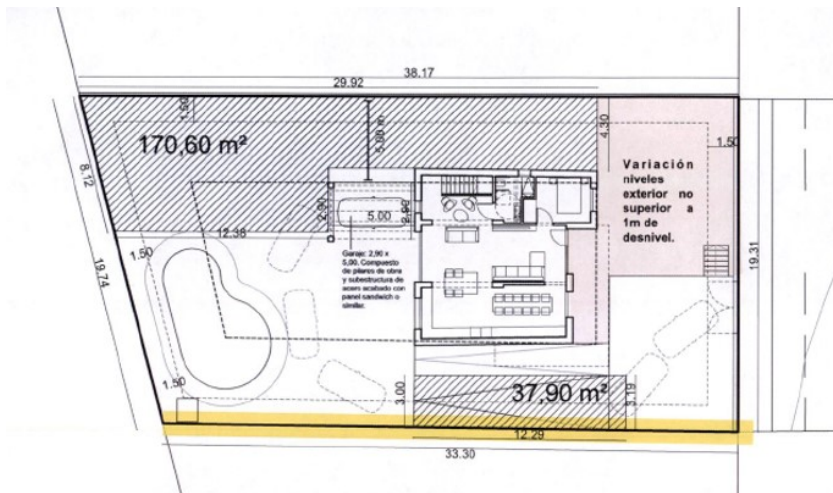 38.17
29.92
1.50
170,60 m²
5.00 m
4.30
1.50
Variación
niveles
exterior no
superior a
1m de
desnivel.
8.12
2.90
5.00
2.90
12.38
Garaje: 2,90 x
5,00. Compuesto
de pilares de obra
y subestructura de
acero acabado con
panel sandwich o
similar.
19.74
1.50
19.31
1.50
3.00
37,90 m²
3.19
12.29
33.30